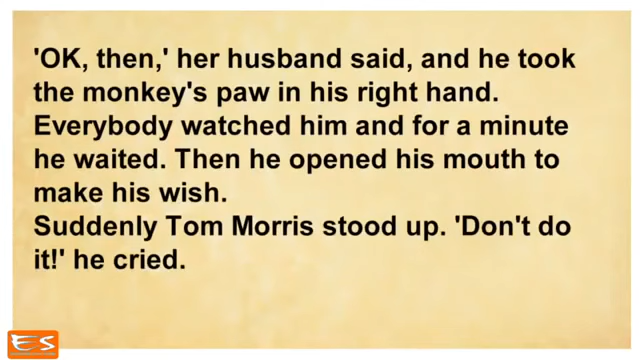 'OK, then,' her husband said, and he took
the monkey's paw in his right hand.
Everybody watched him and for a minute
he waited. Then he opened his mouth to
make his wish.
Suddenly Tom Morris stood up. 'Don't do
it!' he cried.
ES